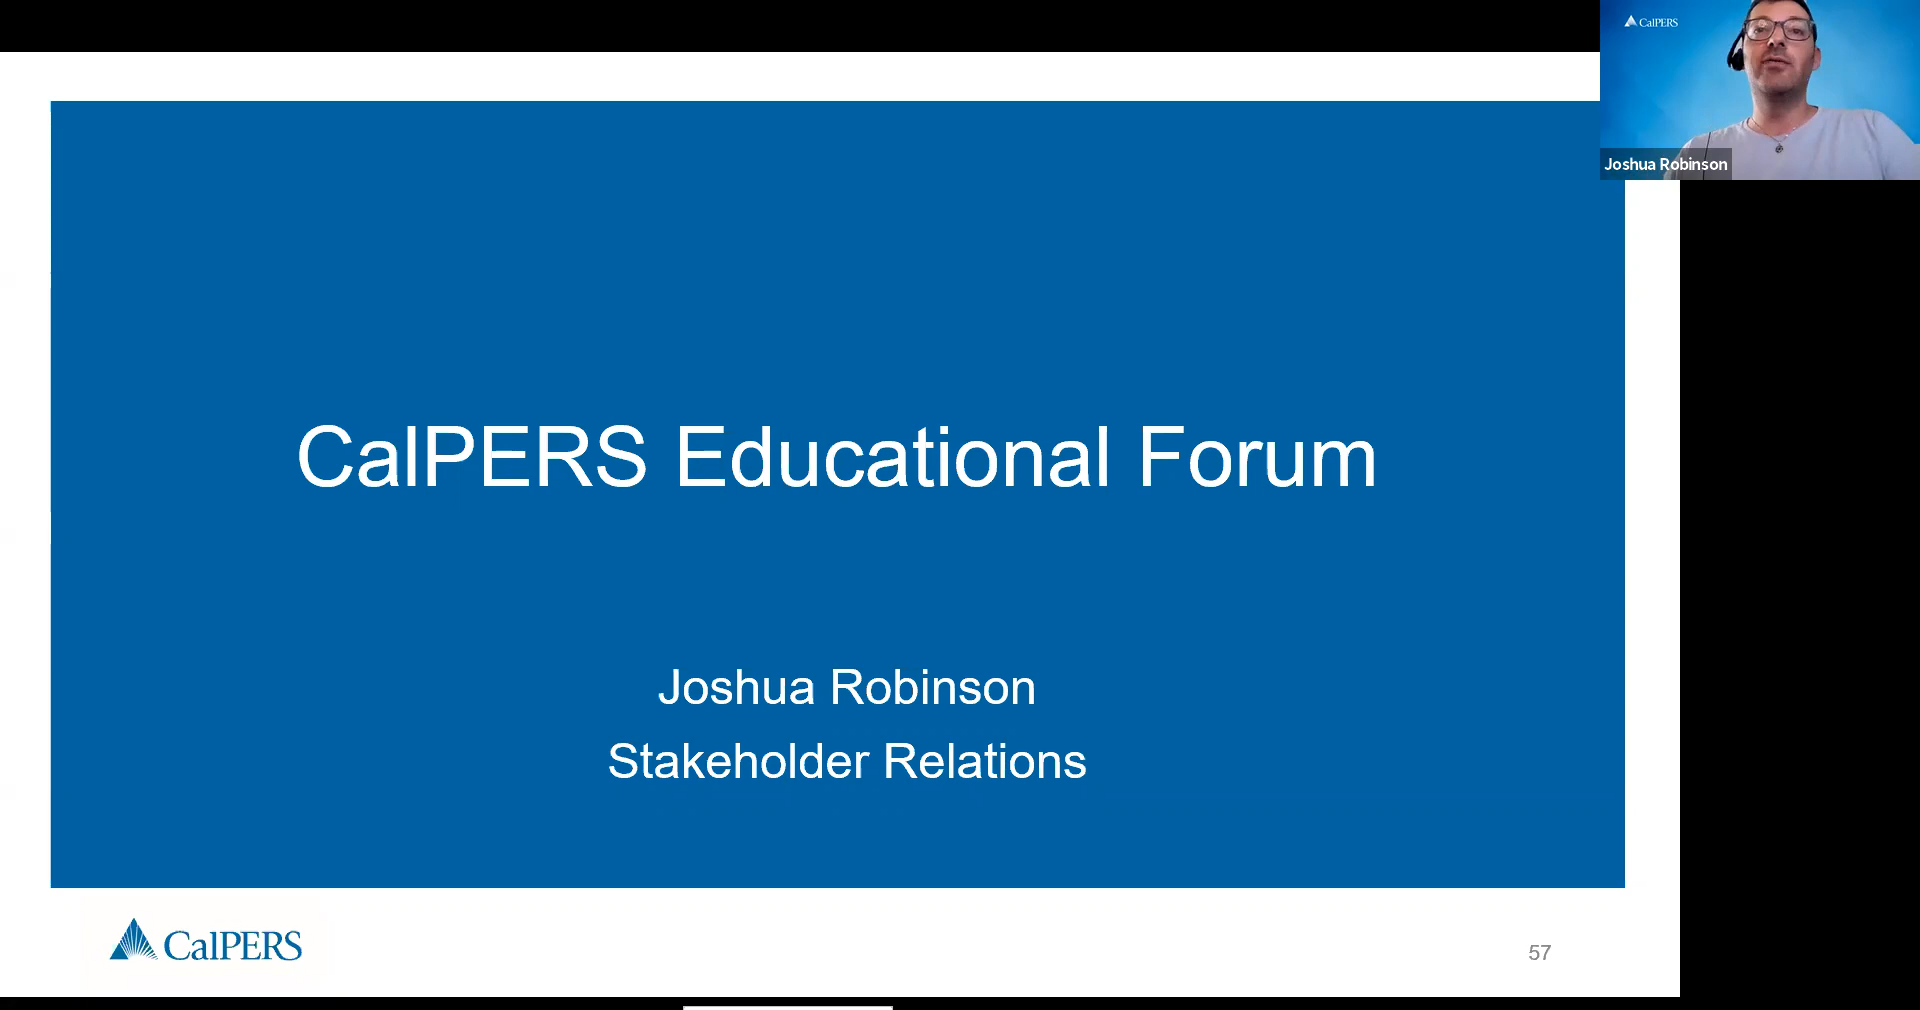 CalPERS
Joshua Robinson
CalPERS Educational Forum
Joshua Robinson
Stakeholder Relations
CalPERS
57